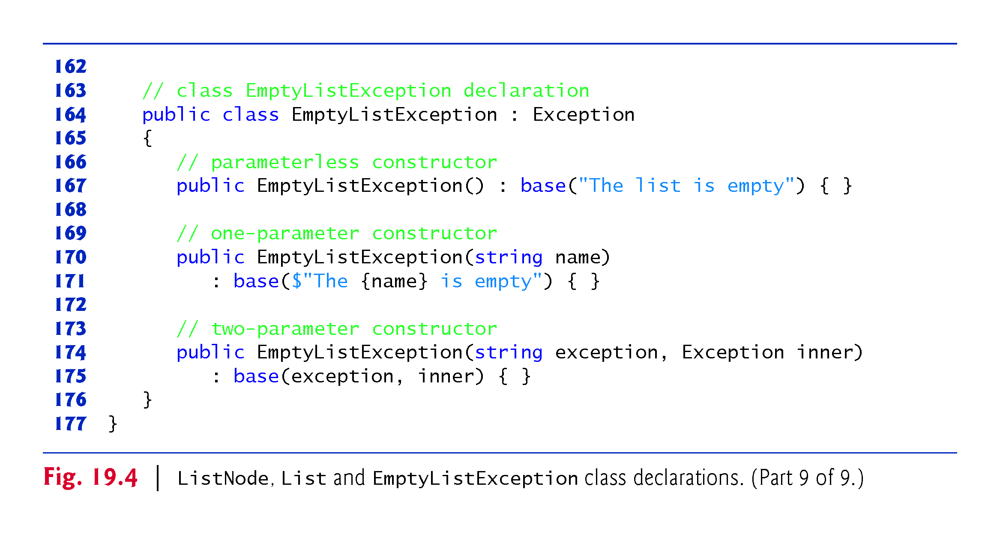 162
163     // class EmptyListException declaration
164     public class EmptyListException : Exception
165     {
166        // parameterless constructor
167        public EmptyListException() : base("The list is empty") { }
168
169        // one-parameter constructor
170        public EmptyListException(string name)
171           : base($"The {name} is empty") { }
172
173        // two-parameter constructor
174        public EmptyListException(string exception, Exception inner)
175           : base(exception, inner) { }
176     }
177  }
Fig. 19.4 | ListNode, List and EmptyListException class declarations. (Part 9 of 9.)